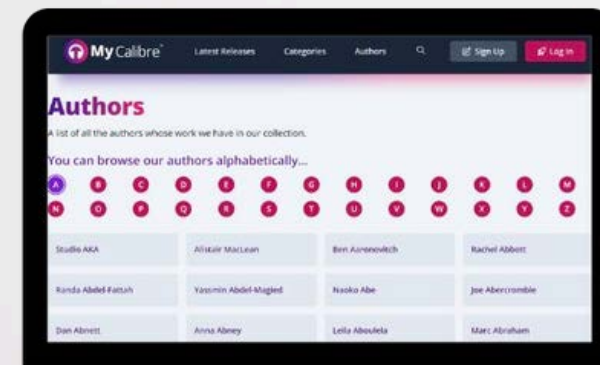 My Calibre Latest Releases Categories Authors Sign Up Log In
Authors
A list of all the authors whose work we have in our collection.
You can browse our authors alphabetically...
A B C D E F G H I J K L M
N O P Q R S T U V W X Y Z
Studio AKA Alistair MacLean Ben Aaronovitch Rachel Abbott
Randa Abdel-Fattah Yassmin Abdel-Magied Naoko Abe Joe Abercrombie
Dan Abnett Anna Abney Leila Aboulela Marc Abraham